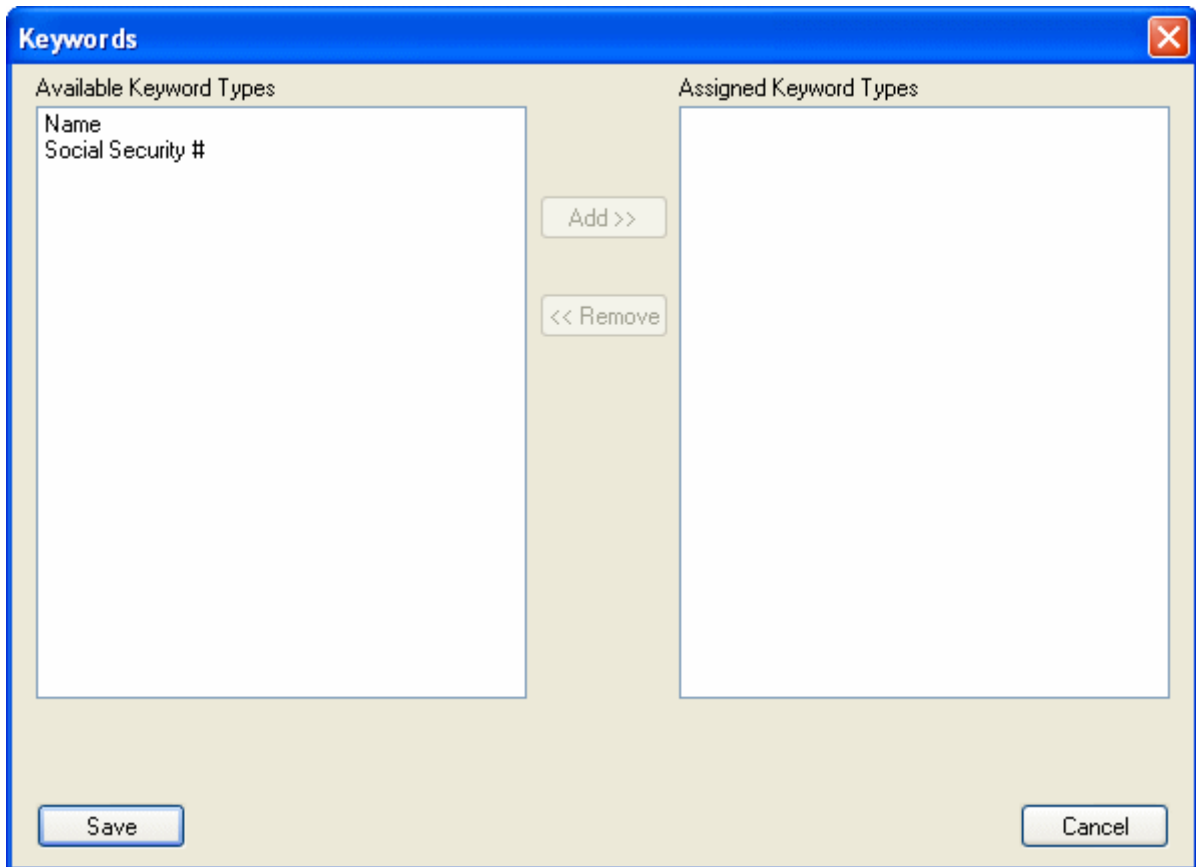 Keywords
Available Keyword Types
Assigned Keyword Types
Name
Social Security #
Add >>
<< Remove
Save
Cancel